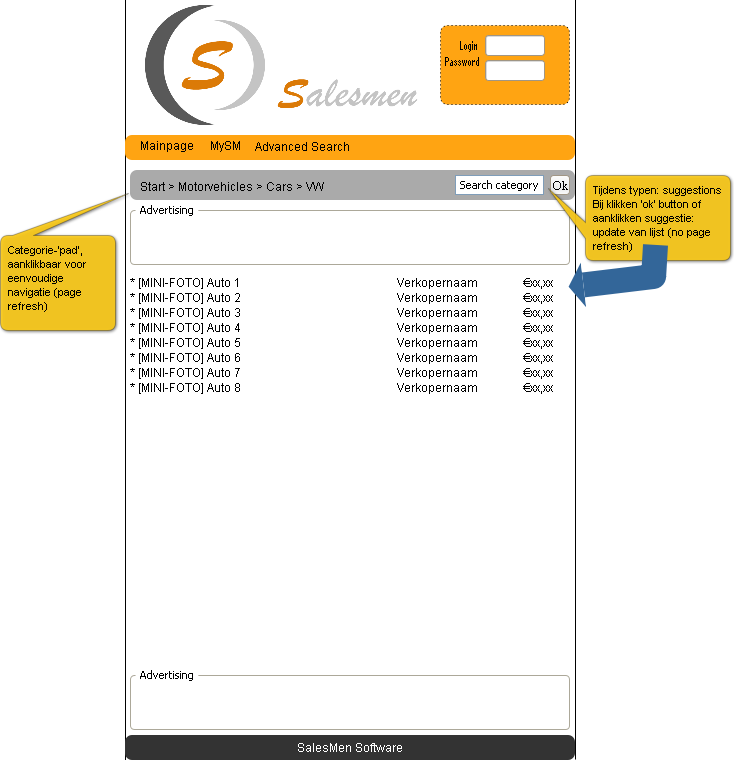 S
Salesmen
Login
Password
Mainpage MySM Advanced Search
Start > Motorvehicles > Cars > VW
Search category Ok
Tijdens typen: suggestions
Bij klikken 'ok' button of
aanklikken suggestie:
update van lijst (no page
refresh)
Categorie-'pad',
aanklikbaar voor
eenvoudige
navigatie (page
refresh)
Advertising
* [MINI-FOTO] Auto 1 Verkopernaam €xx,xx
* [MINI-FOTO] Auto 2 Verkopernaam €xx,xx
* [MINI-FOTO] Auto 3 Verkopernaam €xx,xx
* [MINI-FOTO] Auto 4 Verkopernaam €xx,xx
* [MINI-FOTO] Auto 5 Verkopernaam €xx,xx
* [MINI-FOTO] Auto 6 Verkopernaam €xx,xx
* [MINI-FOTO] Auto 7 Verkopernaam €xx,xx
* [MINI-FOTO] Auto 8 Verkopernaam €xx,xx
Advertising
SalesMen Software